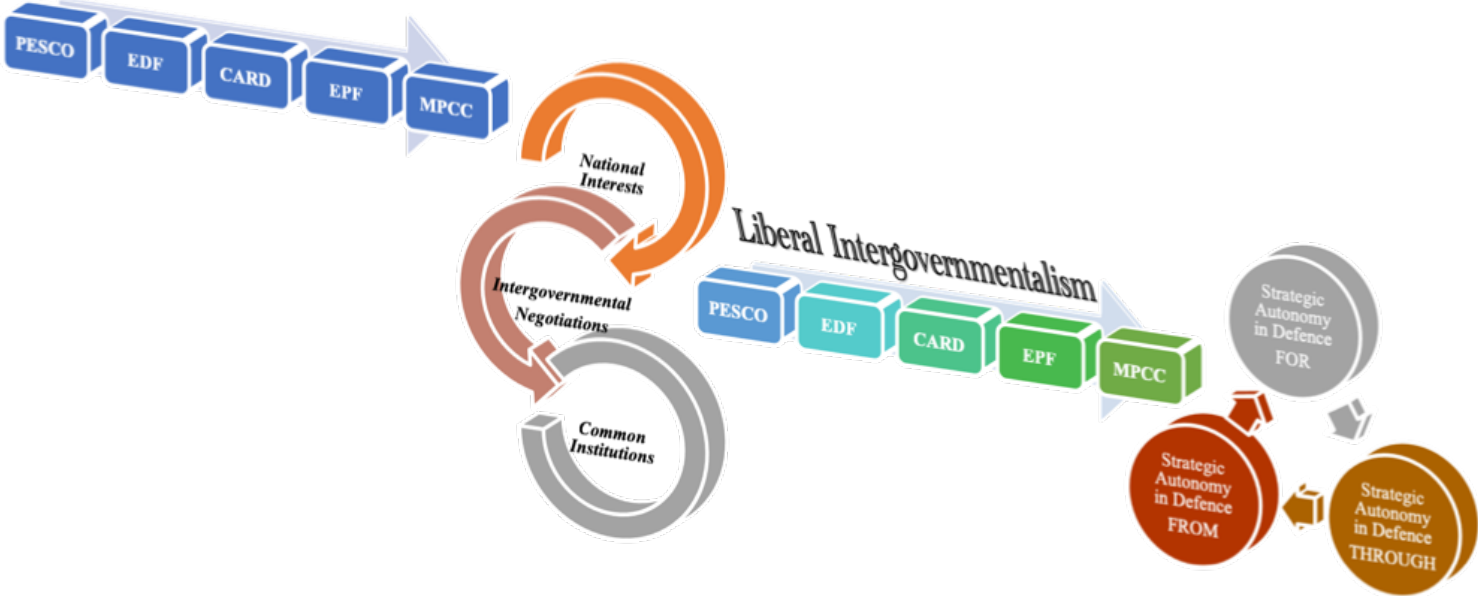 PESCO
EDF
CARD
EPF
MPCC
National
Interests
Intergovernmental
Negotiations
Common
Institutions
Liberal Intergovernmentalism
PESCO
EDF
CARD
EPF
MPCC
Strategic
Autonomy
in Defence
FOR
Strategic
Autonomy
in Defence
THROUGH
Strategic
Autonomy
in Defence
FROM